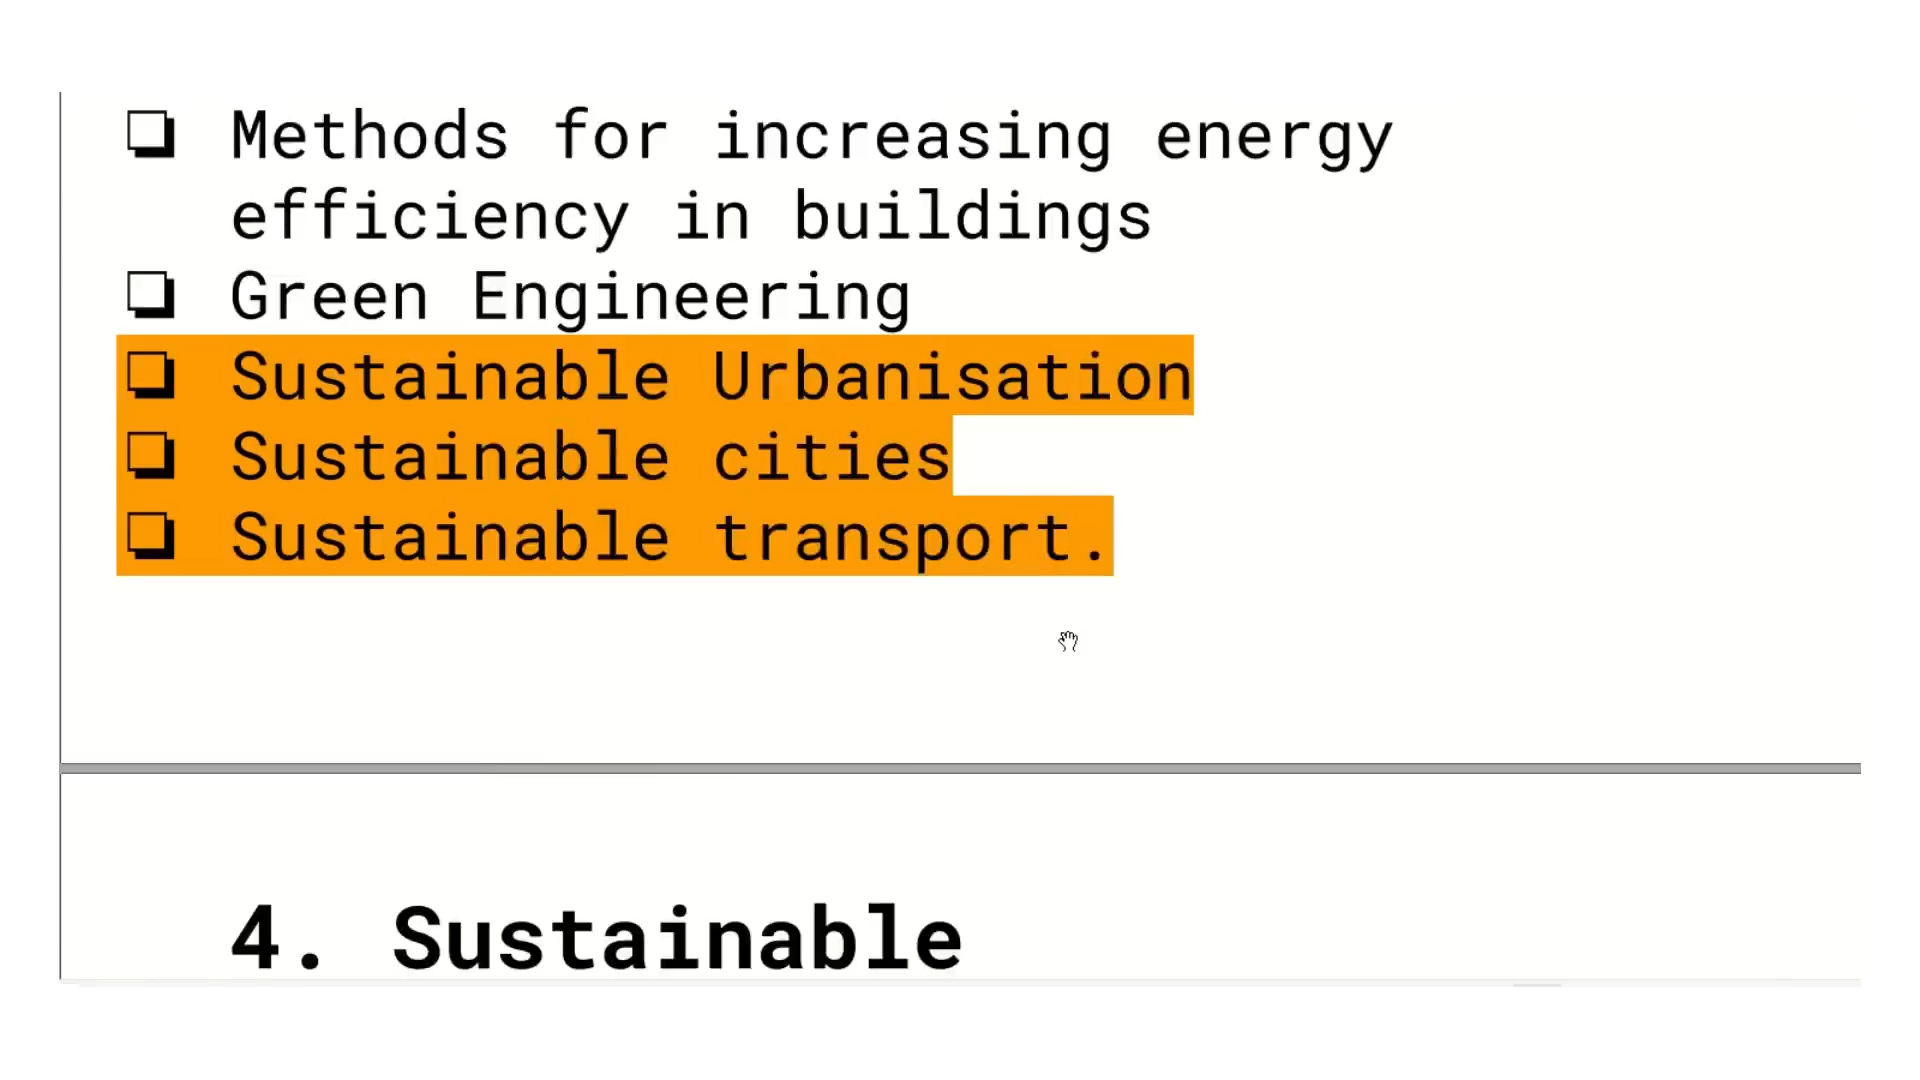 ❏ Methods for increasing energy
efficiency in buildings
❏ Green Engineering
❏ Sustainable Urbanisation
❏ Sustainable cities
❏ Sustainable transport.
4. Sustainable